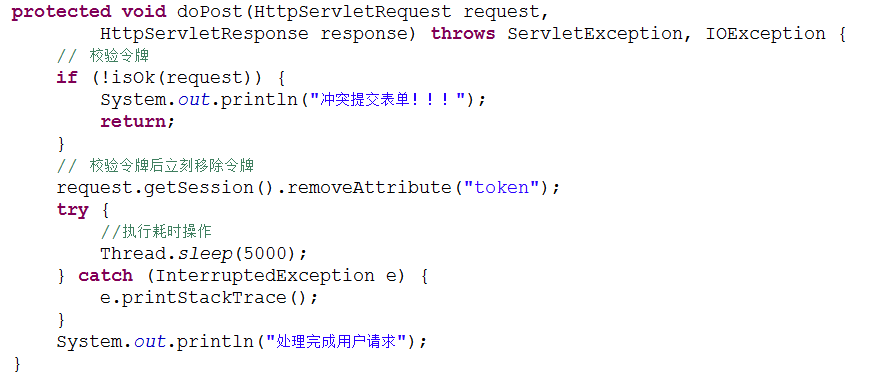 protected void doPost(HttpServletRequest request,
HttpServletResponse response) throws ServletException, IOException {
// 校验令牌
if (!isOk(request)) {
System.out.println("冲突提交表单!!!");
return;
}
// 校验令牌后立刻移除令牌
request.getSession().removeAttribute("token");
try {
//执行耗时操作
Thread.sleep(5000);
} catch (InterruptedException e) {
e.printStackTrace();
}
System.out.println("处理完成用户请求");
}